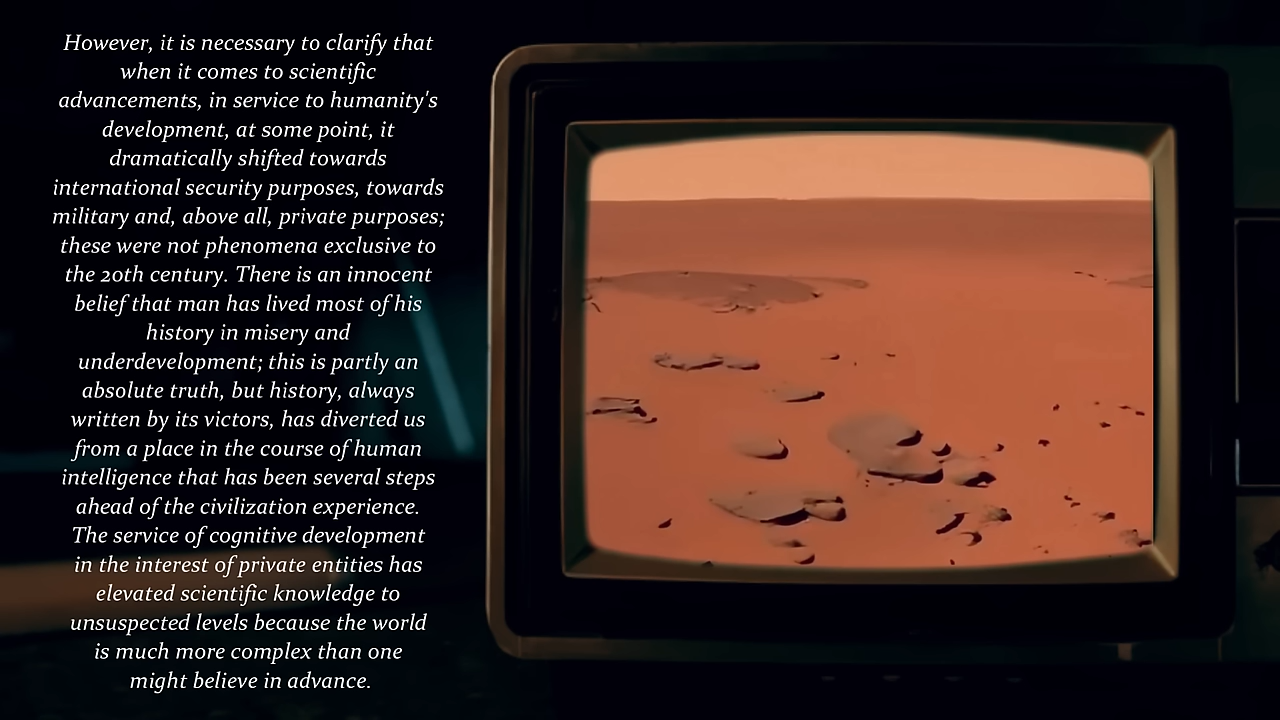 However, it is necessary to clarify that
when it comes to scientific
advancements, in service to humanity's
development, at some point, it
dramatically shifted towards
international security purposes, towards
military and, above all, private purposes;
these were not phenomena exclusive to
the 20th century. There is an innocent
belief that man has lived most of his
history in misery and
underdevelopment; this is partly an
absolute truth, but history, always
written by its victors, has diverted us
from a place in the course of human
intelligence that has been several steps
ahead of the civilization experience.
The service of cognitive development
in the interest of private entities has
elevated scientific knowledge to
unsuspected levels because the world
is much more complex than one
might believe in advance.